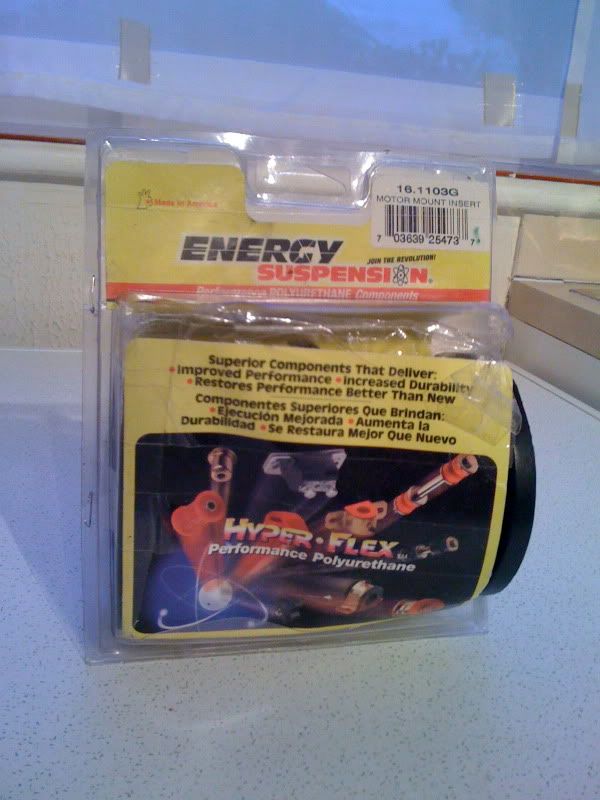 Made in America
16.1103G
MOTOR MOUNT INSERT
7 03639 25473 7
ENERGY
JOIN THE REVOLUTION!
SUSPENSION®
Performance POLYURETHANE Components
Superior Components That Deliver:
•Improved Performance •Increased Durability
•Restores Performance Better Than New
Componentes Superiores Que Brindan:
•Ejecución Mejorada •Aumenta la
Durabilidad •Se Restaura Mejor Que Nuevo
HYPER•FLEX™
Performance Polyurethane